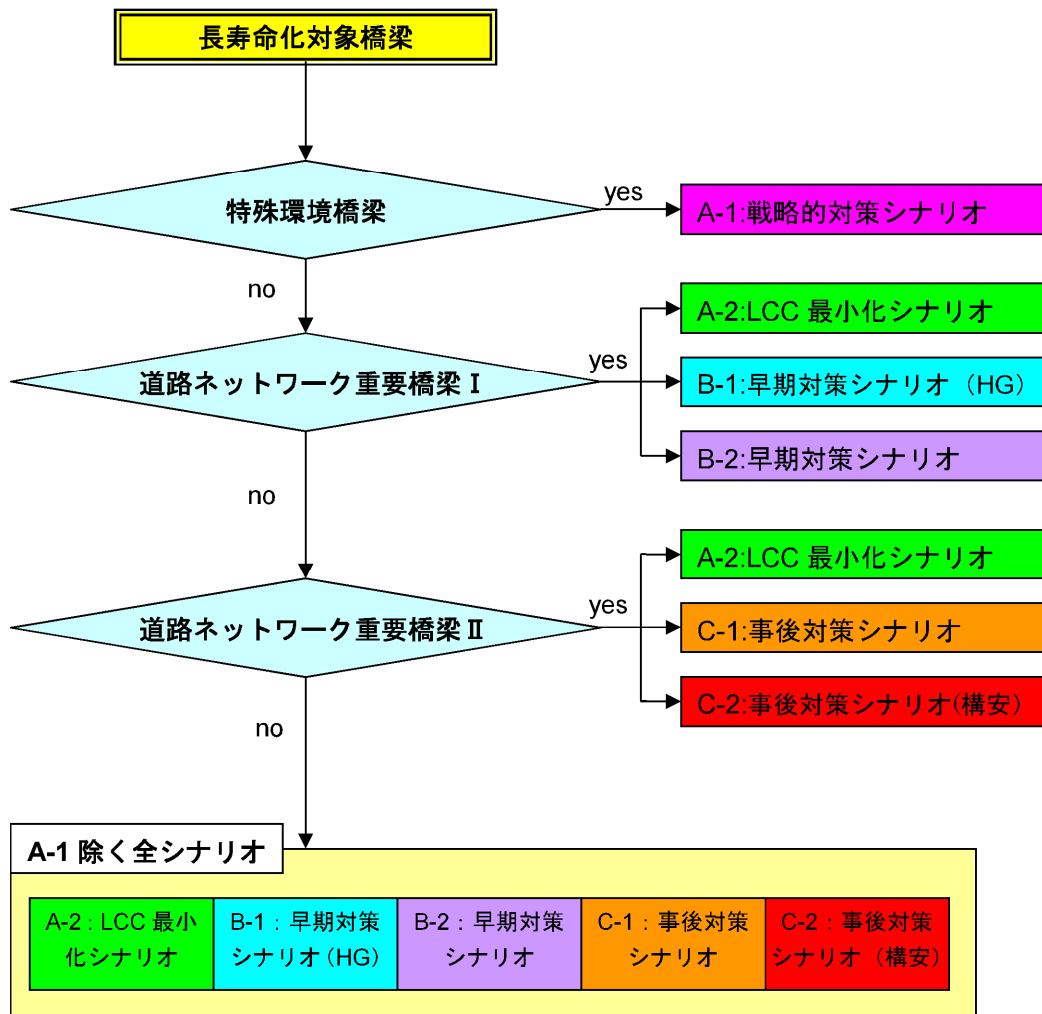 長寿命化対象橋梁
特殊環境橋梁
yes
A-1:戦略的対策シナリオ
no
A-2:LCC 最小化シナリオ
道路ネットワーク重要橋梁Ⅰ
yes
B-1:早期対策シナリオ（HG）
B-2:早期対策シナリオ
no
A-2:LCC 最小化シナリオ
道路ネットワーク重要橋梁Ⅱ
yes
C-1:事後対策シナリオ
C-2:事後対策シナリオ(構安）
no
A-1 除く全シナリオ
A-2：LCC 最小
化シナリオ
B-1：早期対策
シナリオ（HG）
B-2：早期対策
シナリオ
C-1：事後対策
シナリオ
C-2：事後対策
シナリオ（構安）